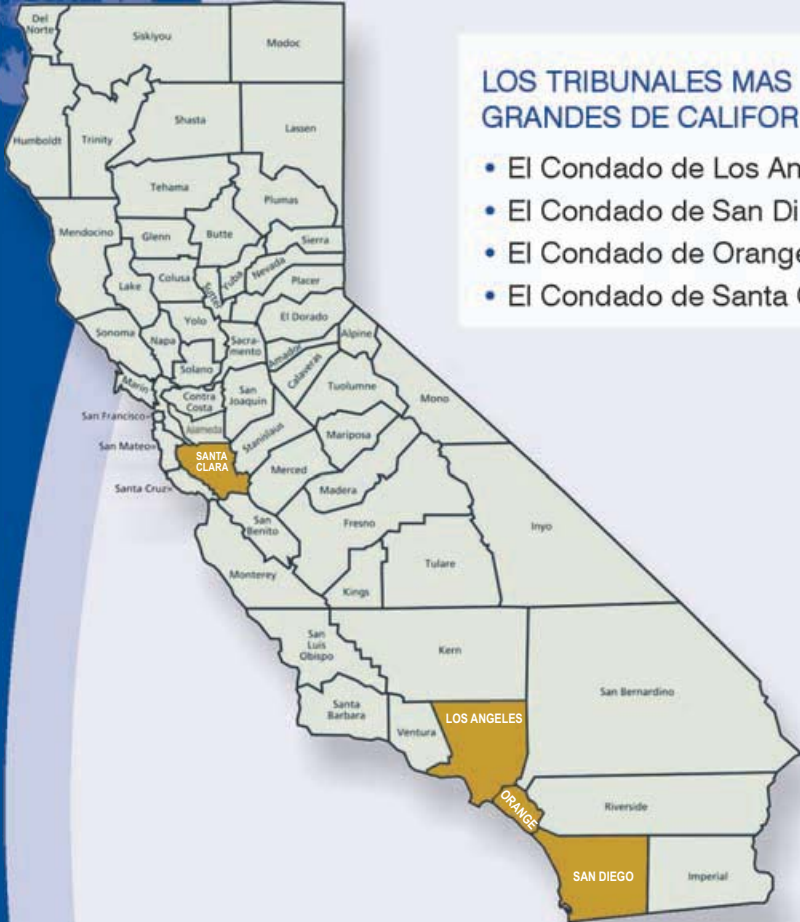 LOS TRIBUNALES MAS
GRANDES DE CALIFOR
• El Condado de Los An
• El Condado de San Di
• El Condado de Orange
• El Condado de Santa
Del
Norte
Siskiyou
Modoc
Humboldt
Trinity
Shasta
Lassen
Tehama
Plumas
Mendocino
Glenn
Butte
Sierra
Lake
Colusa
Sutter
Yuba
Nevada
Placer
Sonoma
Napa
Yolo
Sacra-
mento
El Dorado
Alpine
Amador
Calaveras
Solano
Marin
Contra
Costa
San
Joaquin
Tuolumne
Mono
San Francisco
Alameda
Stanislaus
Mariposa
San Mateo
SANTA
CLARA
Merced
Santa Cruz
Madera
San
Benito
Fresno
Inyo
Monterey
Kings
Tulare
San
Luis
Obispo
Kern
San Bernardino
Santa
Barbara
Ventura
LOS ANGELES
ORANGE
Riverside
SAN DIEGO
Imperial